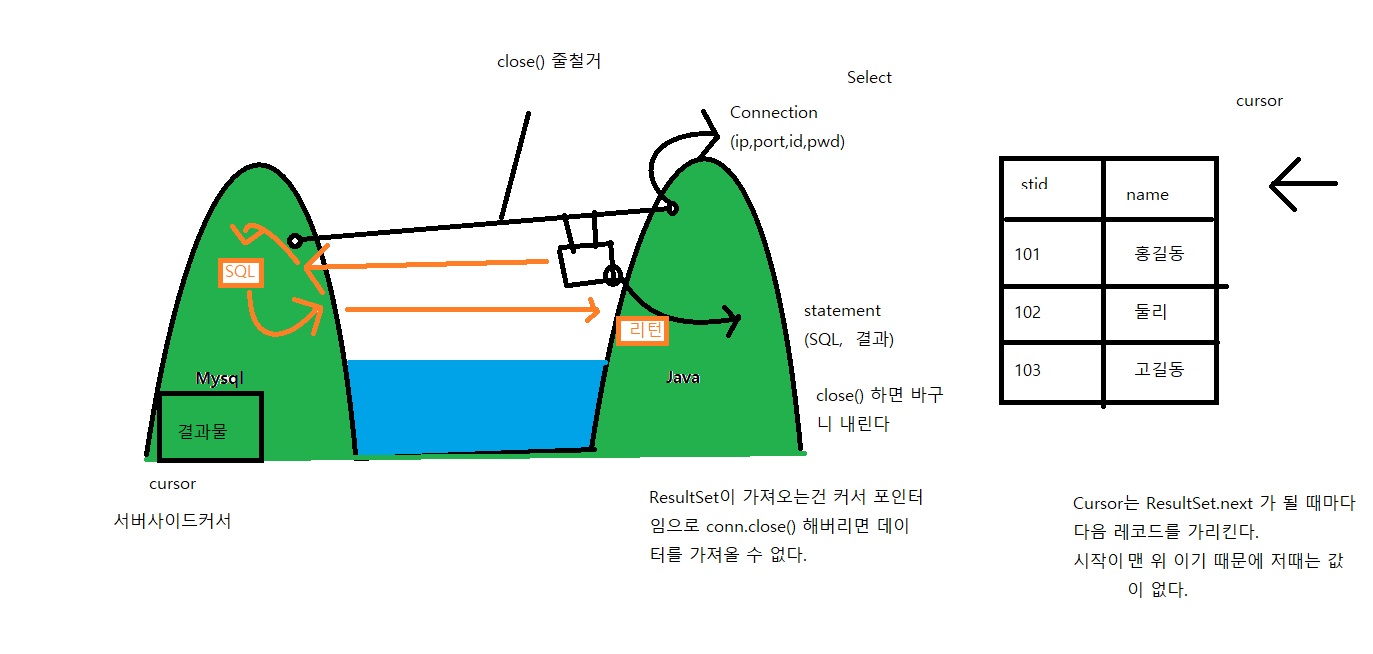 close() 줄철거
Select
Connection
(ip,port,id,pwd)
cursor
stid
name
101
홍길동
102
둘리
103
고길동
SQL
리턴
statement
(SQL, 결과)
Mysql
Java
close() 하면 바구
니 내린다
결과물
cursor
서버사이드커서
ResultSet이 가져오는건 커서 포인터
임으로 conn.close() 해버리면 데이
터를 가져올 수 없다.
Cursor는 ResultSet.next 가 될 때마다
다음 레코드를 가리킨다.
시작이 맨 위 이기 때문에 저때는 값
이 없다.